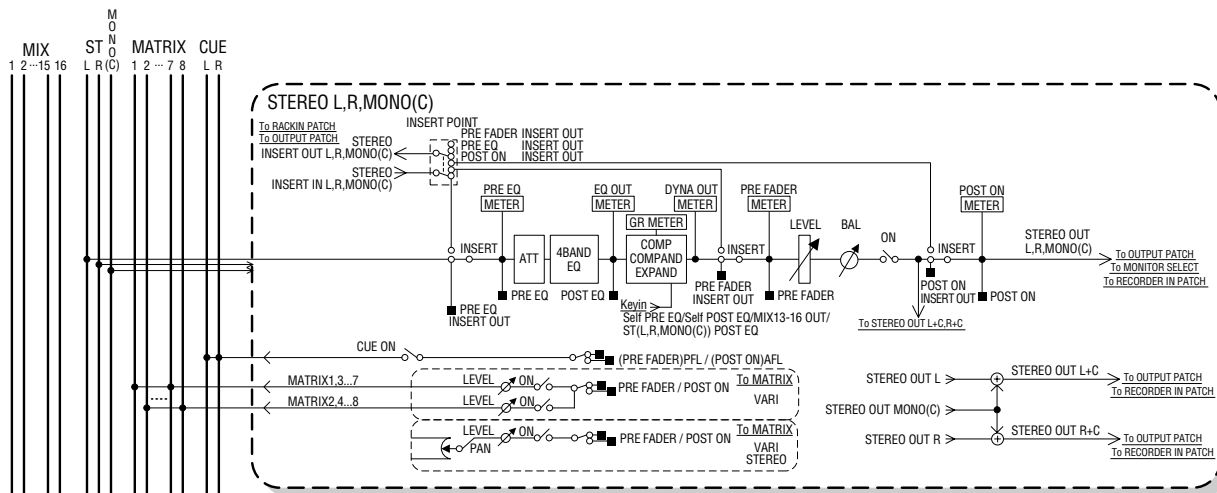 MIX
1 2 ··· 15 16
ST
L R
MONO(C)
MATRIX
1 2 ··· 7 8
CUE
L R
STEREO L,R,MONO(C)
To RACKIN PATCH
To OUTPUT PATCH
INSERT POINT
STEREO
INSERT OUT L,R,MONO(C)
STEREO
INSERT IN L,R,MONO(C)
PRE FADER INSERT OUT
PRE EQ INSERT OUT
POST ON INSERT OUT
PRE EQ
METER
EQ OUT
METER
DYNA OUT
METER
PRE FADER
METER
POST ON
METER
GR METER
INSERT
ATT
4BAND
EQ
COMP
COMPAND
EXPAND
INSERT
LEVEL
BAL
ON
INSERT
STEREO OUT
L,R,MONO(C)
To OUTPUT PATCH
To MONITOR SELECT
To RECORDER IN PATCH
PRE EQ
INSERT OUT
PRE EQ
POST EQ
Keyin
Self PRE EQ/Self POST EQ/MIX13-16 OUT/
ST(L,R,MONO(C)) POST EQ
PRE FADER
INSERT OUT
PRE FADER
POST ON
INSERT OUT
POST ON
To STEREO OUT L+C,R+C
CUE ON
(PRE FADER)PFL / (POST ON)AFL
MATRIX1,3...7
LEVEL
ON
PRE FADER / POST ON
To MATRIX
VARI
MATRIX2,4...8
LEVEL
ON
LEVEL
PAN
ON
PRE FADER / POST ON
To MATRIX
VARI
STEREO
STEREO OUT L
STEREO OUT L+C
To OUTPUT PATCH
To RECORDER IN PATCH
STEREO OUT MONO(C)
STEREO OUT R
STEREO OUT R+C
To OUTPUT PATCH
To RECORDER IN PATCH